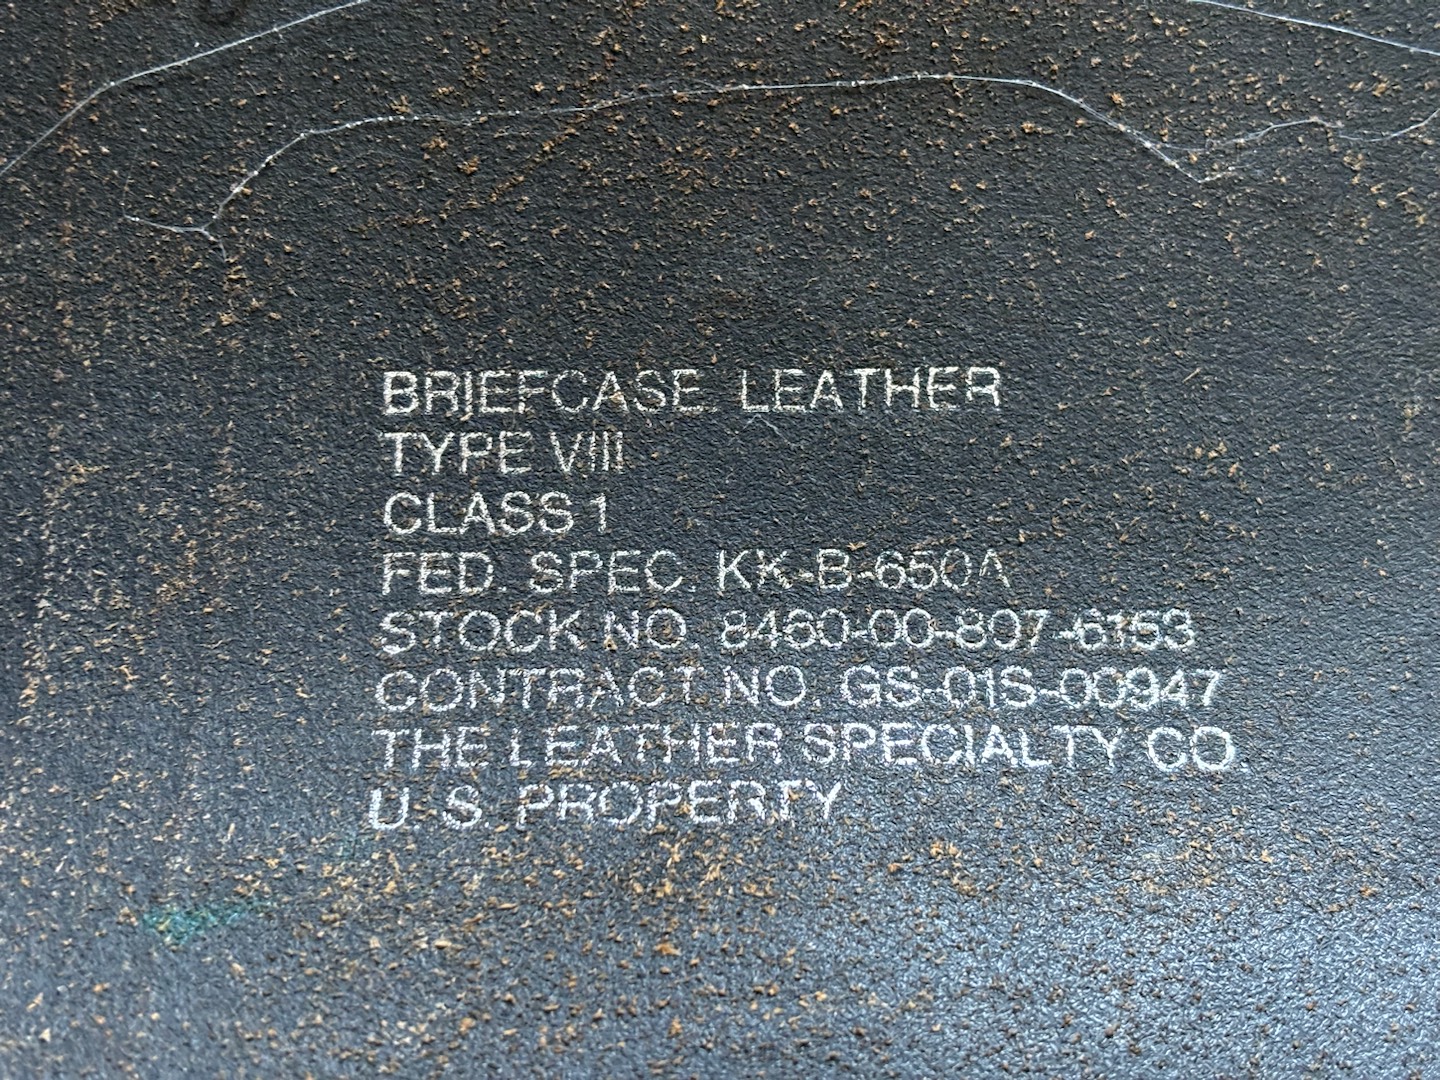 BRIEFCASE, LEATHER
TYPE VIII
CLASS 1
FED. SPEC. KK-B-650A
STOCK NO. 8460-00-807-6153
CONTRACT NO. GS-01S-00947
THE LEATHER SPECIALTY CO.
U. S. PROPERTY